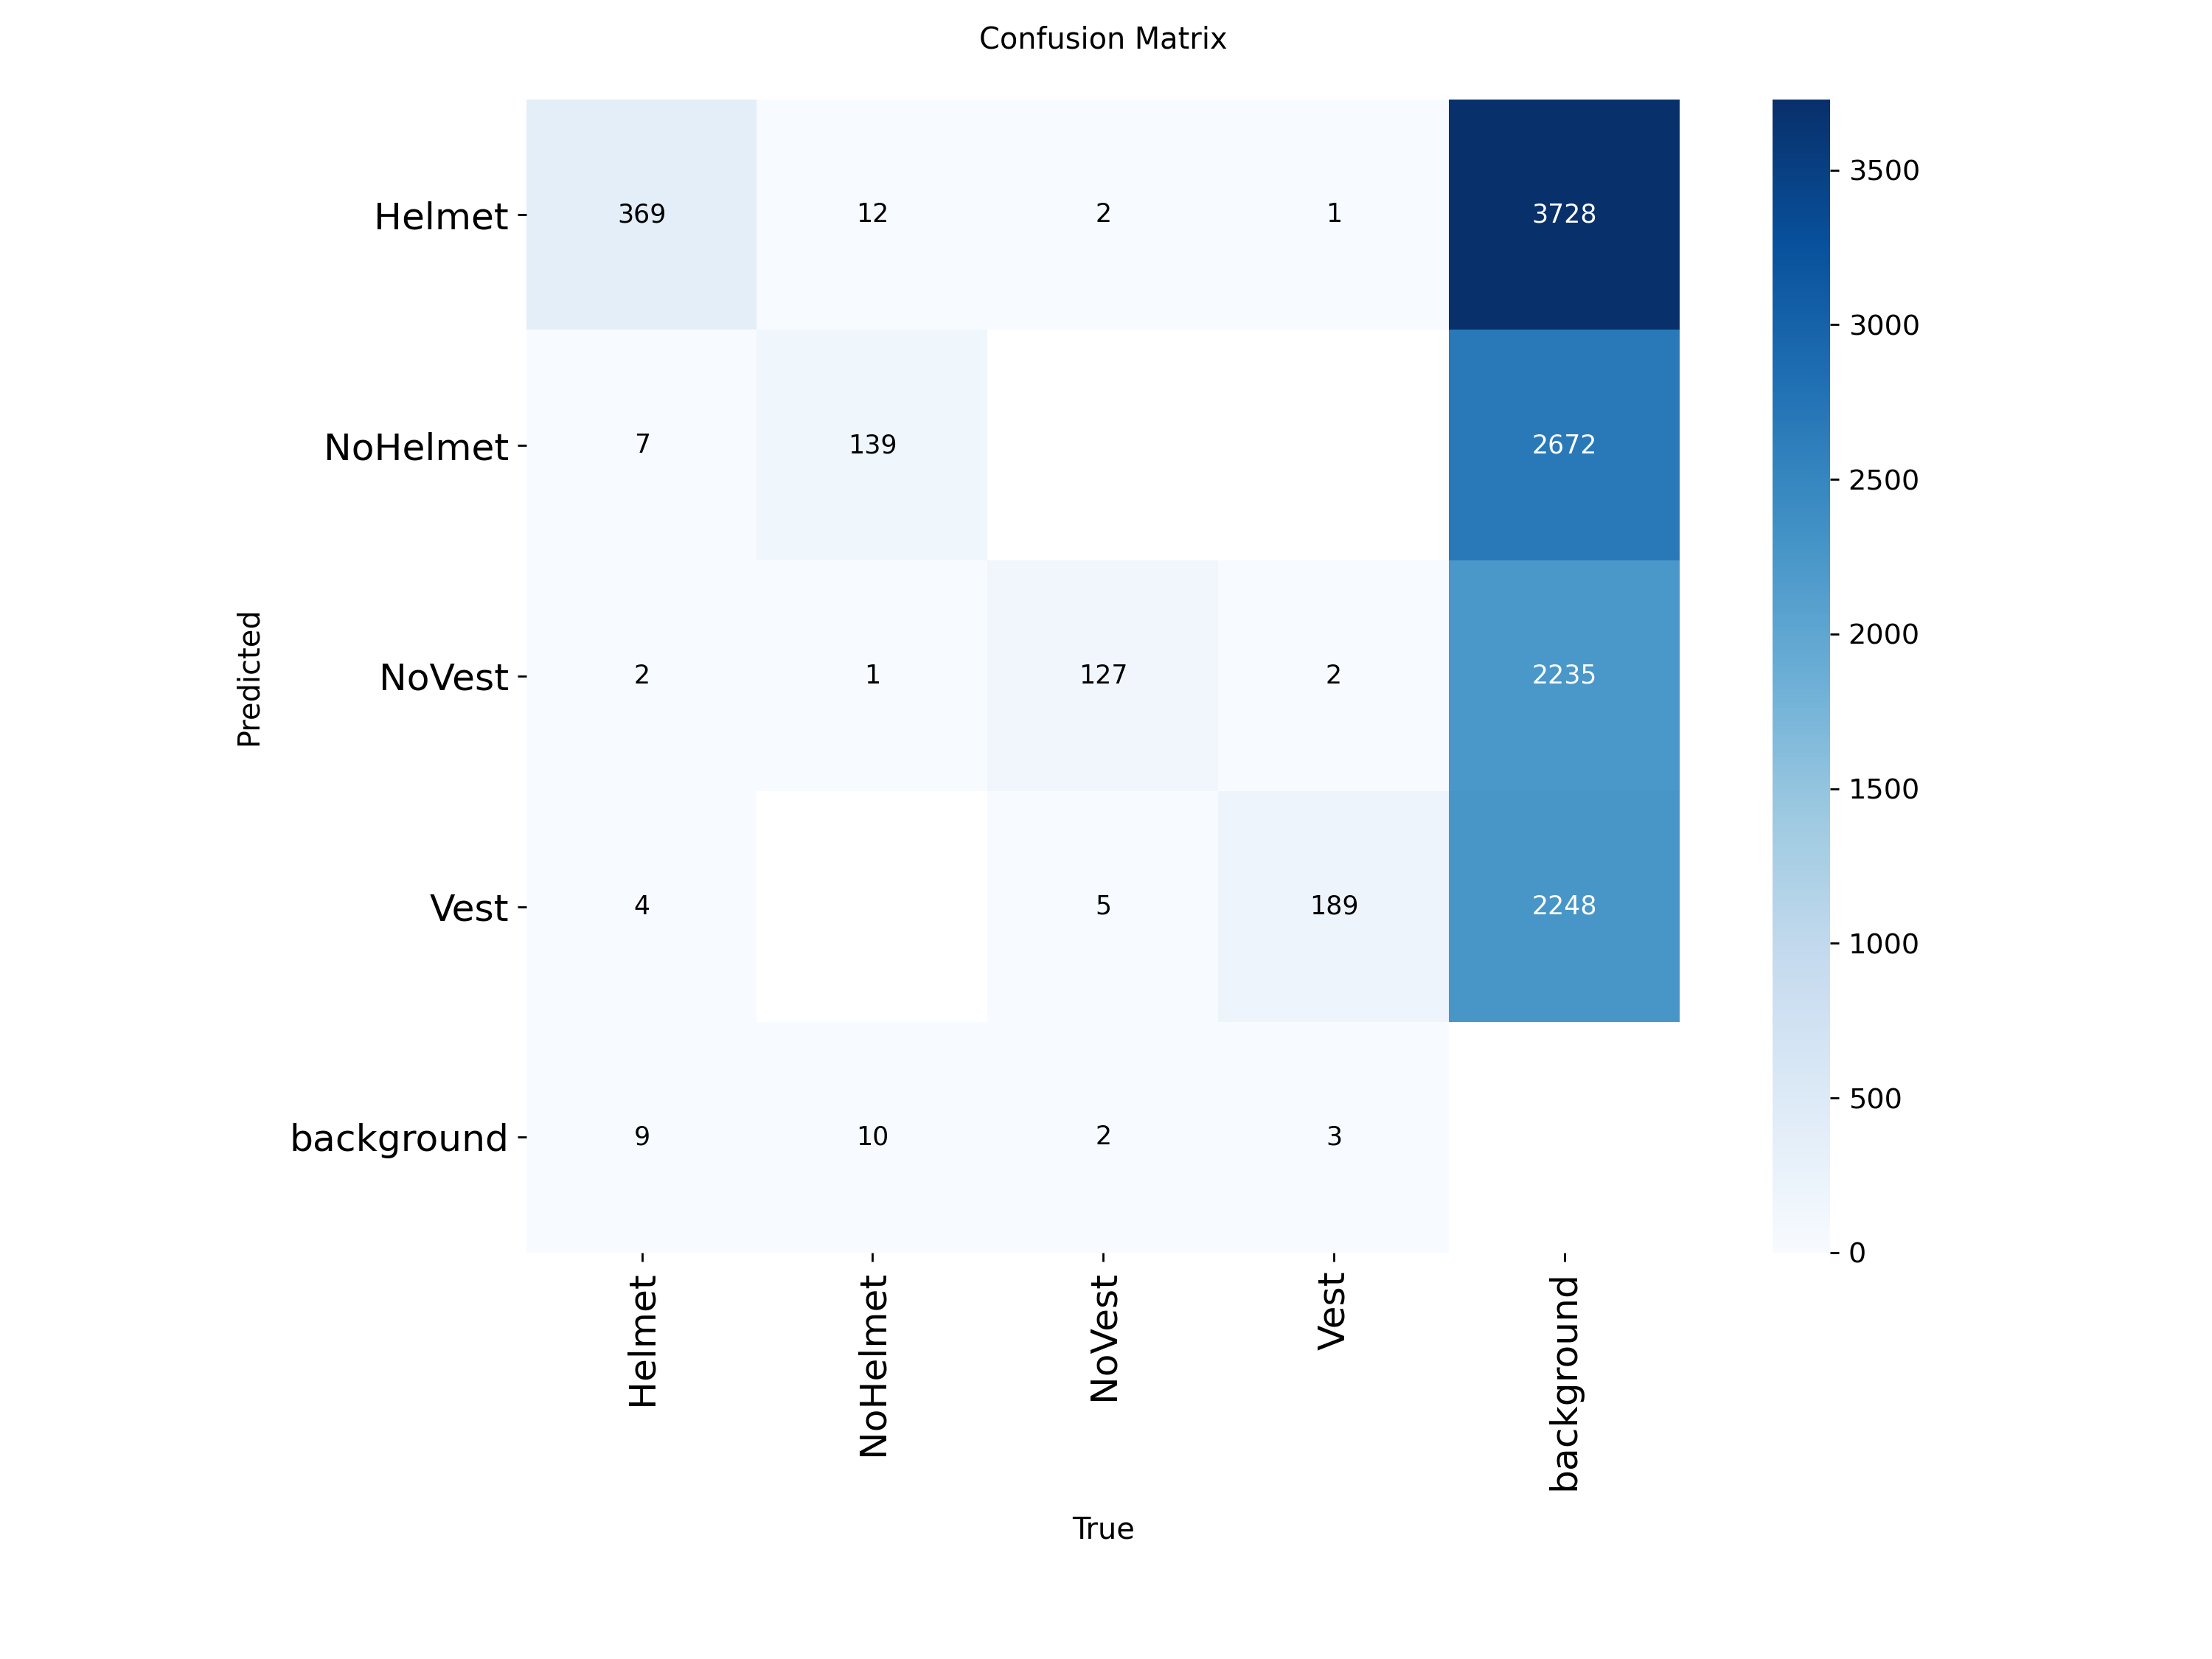 Confusion Matrix
Helmet 369 12 2 1 3728
NoHelmet 7 139 2672
NoVest 2 1 127 2 2235
Vest 4 5 189 2248
background 9 10 2 3
Predicted
Helmet NoHelmet NoVest Vest background
True
3500
3000
2500
2000
1500
1000
500
0